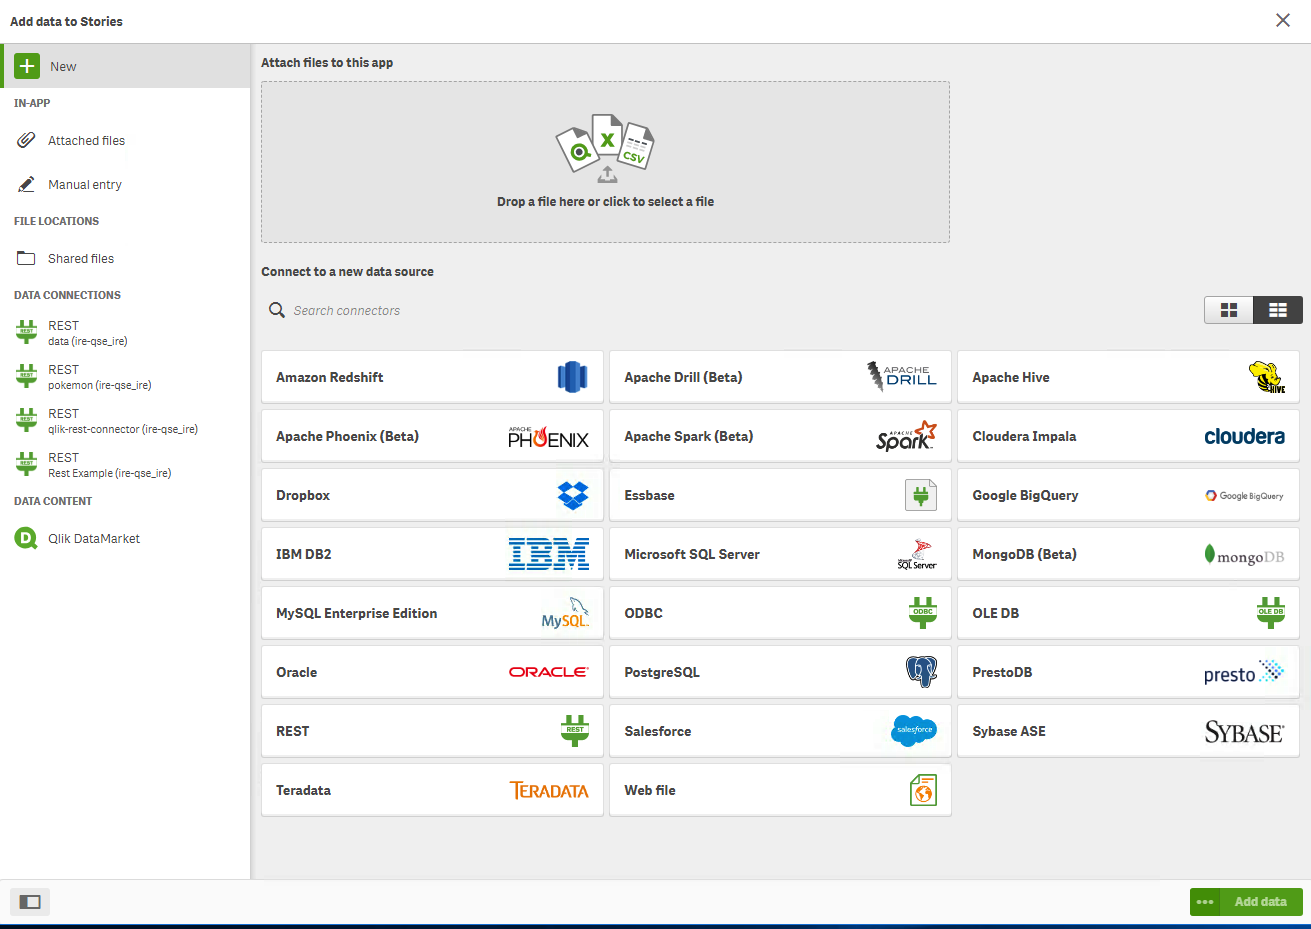 Add data to Stories
New
IN-APP
Attached files
Manual entry
FILE LOCATIONS
Shared files
DATA CONNECTIONS
REST
REST
data (ire-qse_ire)
REST
REST
pokemon (ire-qse_ire)
REST
REST
qlik-rest-connector (ire-qse_ire)
REST
REST
Rest Example (ire-qse_ire)
DATA CONTENT
D
Qlik DataMarket
Attach files to this app
X
CSV
Drop a file here or click to select a file
Connect to a new data source
Search connectors
Amazon Redshift
Apache Drill (Beta)
APACHE
DRILL
Apache Hive
HIVE
Apache Phoenix (Beta)
APACHE
PHOENIX
Apache Spark (Beta)
APACHE
Spark
Cloudera Impala
cloudera
Dropbox
Essbase
Google BigQuery
Google BigQuery
IBM DB2
IBM
Microsoft SQL Server
Microsoft
SQL Server
MongoDB (Beta)
mongoDB
MySQL Enterprise Edition
MySQL
ODBC
ODBC
OLE DB
OLE DB
Oracle
ORACLE
PostgreSQL
PrestoDB
presto
REST
REST
Salesforce
salesforce
Sybase ASE
SYBASE
Teradata
TERADATA
Web file
Add data